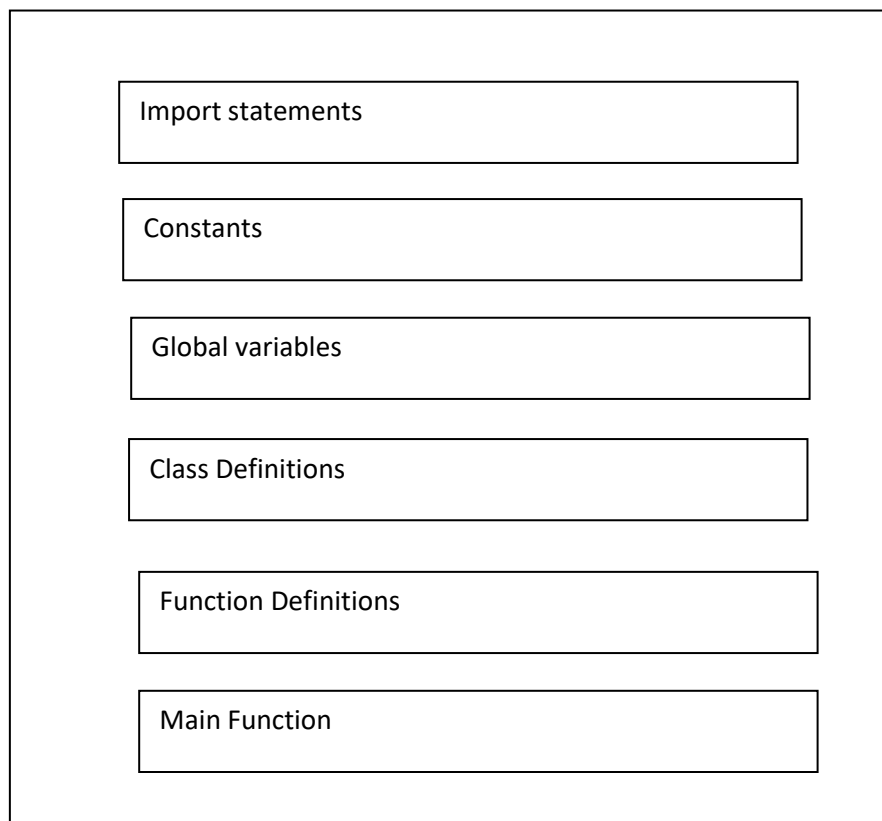 Import statements
Constants
Global variables
Class Definitions
Function Definitions
Main Function